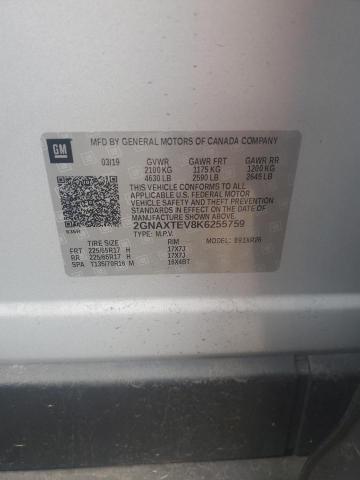 GM
MFD BY GENERAL MOTORS OF CANADA COMPANY
03/19 GVWR GAWR FRT GAWR RR
2100 KG 1175 KG 1200 KG
4630 LB 2590 LB 2645 LB
THIS VEHICLE CONFORMS TO ALL
APPLICABLE U.S. FEDERAL MOTOR
VEHICLE SAFETY AND THEFT
PREVENTION STANDARDS IN EFFECT
ON THE DATE OF MANUFACTURE
SHOWN ABOVE.
2GNAXTEV8K6255759
TYPE: M.P.V. MODEL:
TIRE SIZE RIM
FRT 225/65R17 H 17X7J
RR 225/65R17 H 17X7J
SPA T135/70R16 M 16X4BT